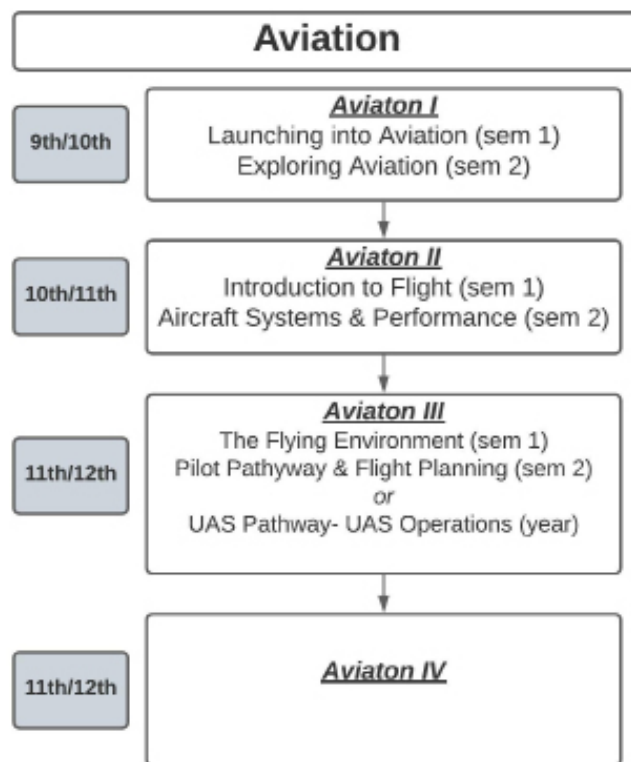 Aviation
9th/10th
Aviaton I
Launching into Aviation (sem 1)
Exploring Aviation (sem 2)
10th/11th
Aviaton II
Introduction to Flight (sem 1)
Aircraft Systems & Performance (sem 2)
11th/12th
Aviaton III
The Flying Environment (sem 1)
Pilot Pathyway & Flight Planning (sem 2)
or
UAS Pathway- UAS Operations (year)
11th/12th
Aviaton IV